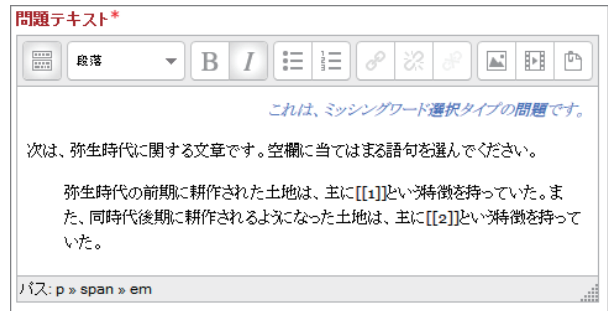 問題テキスト*
段落
B I
これは、ミッシングワード選択タイプの問題です。
次は、弥生時代に関する文章です。空欄に当てはまる語句を選んでください。
弥生時代の前期に耕作された土地は、主に[[1]]という特徴を持っていた。ま
た、同時代後期に耕作されるようになった土地は、主に[[2]]という特徴を持って
いた。
パス: p » span » em